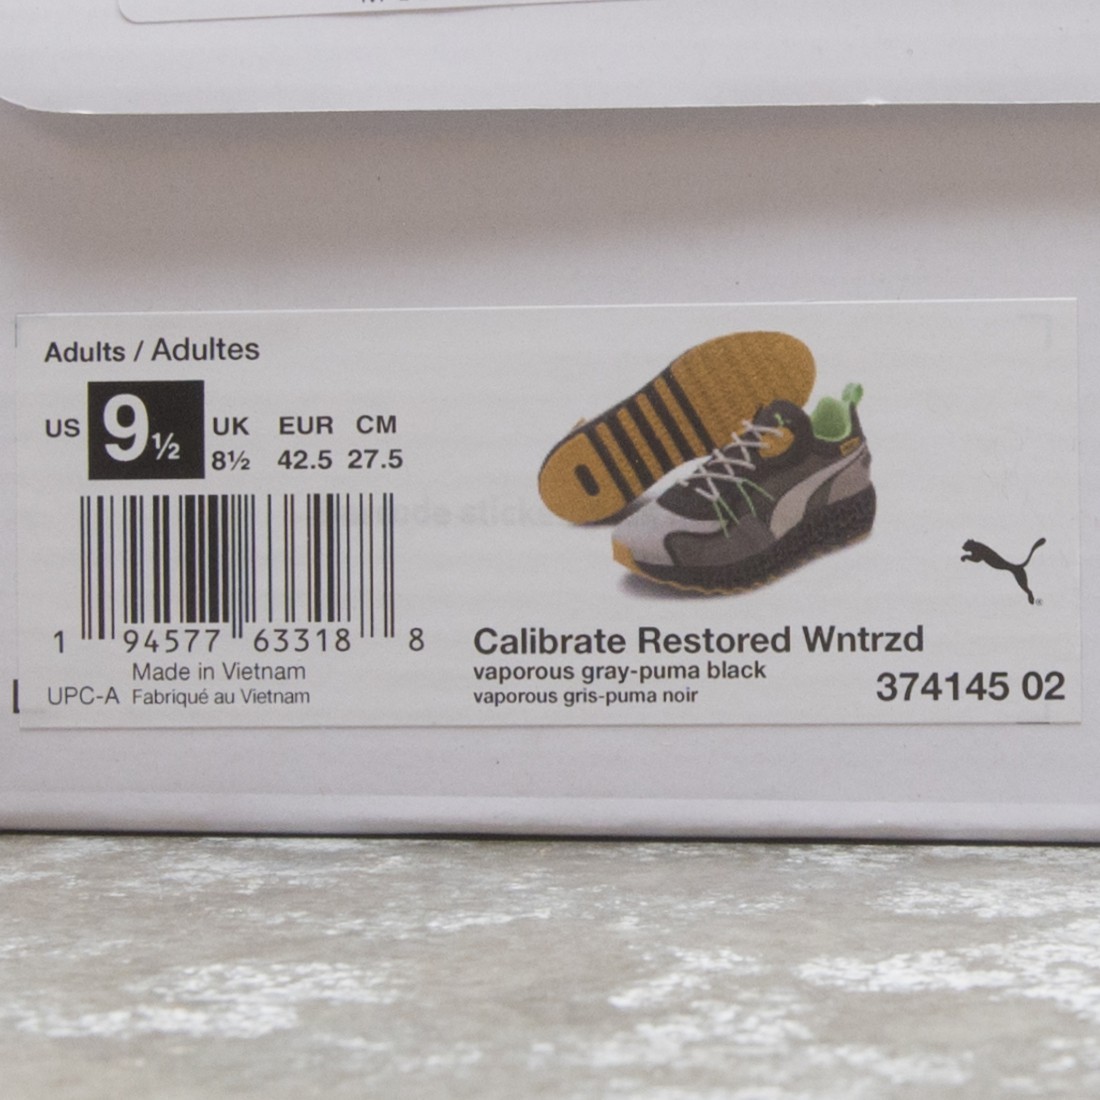 Adults / Adultes
US 9½ UK EUR CM
8½ 42.5 27.5
1 94577 63318 8
Made in Vietnam
UPC-A Fabriqué au Vietnam
Calibrate Restored Wntrzd
vaporous gray-puma black
vaporous gris-puma noir
374145 02